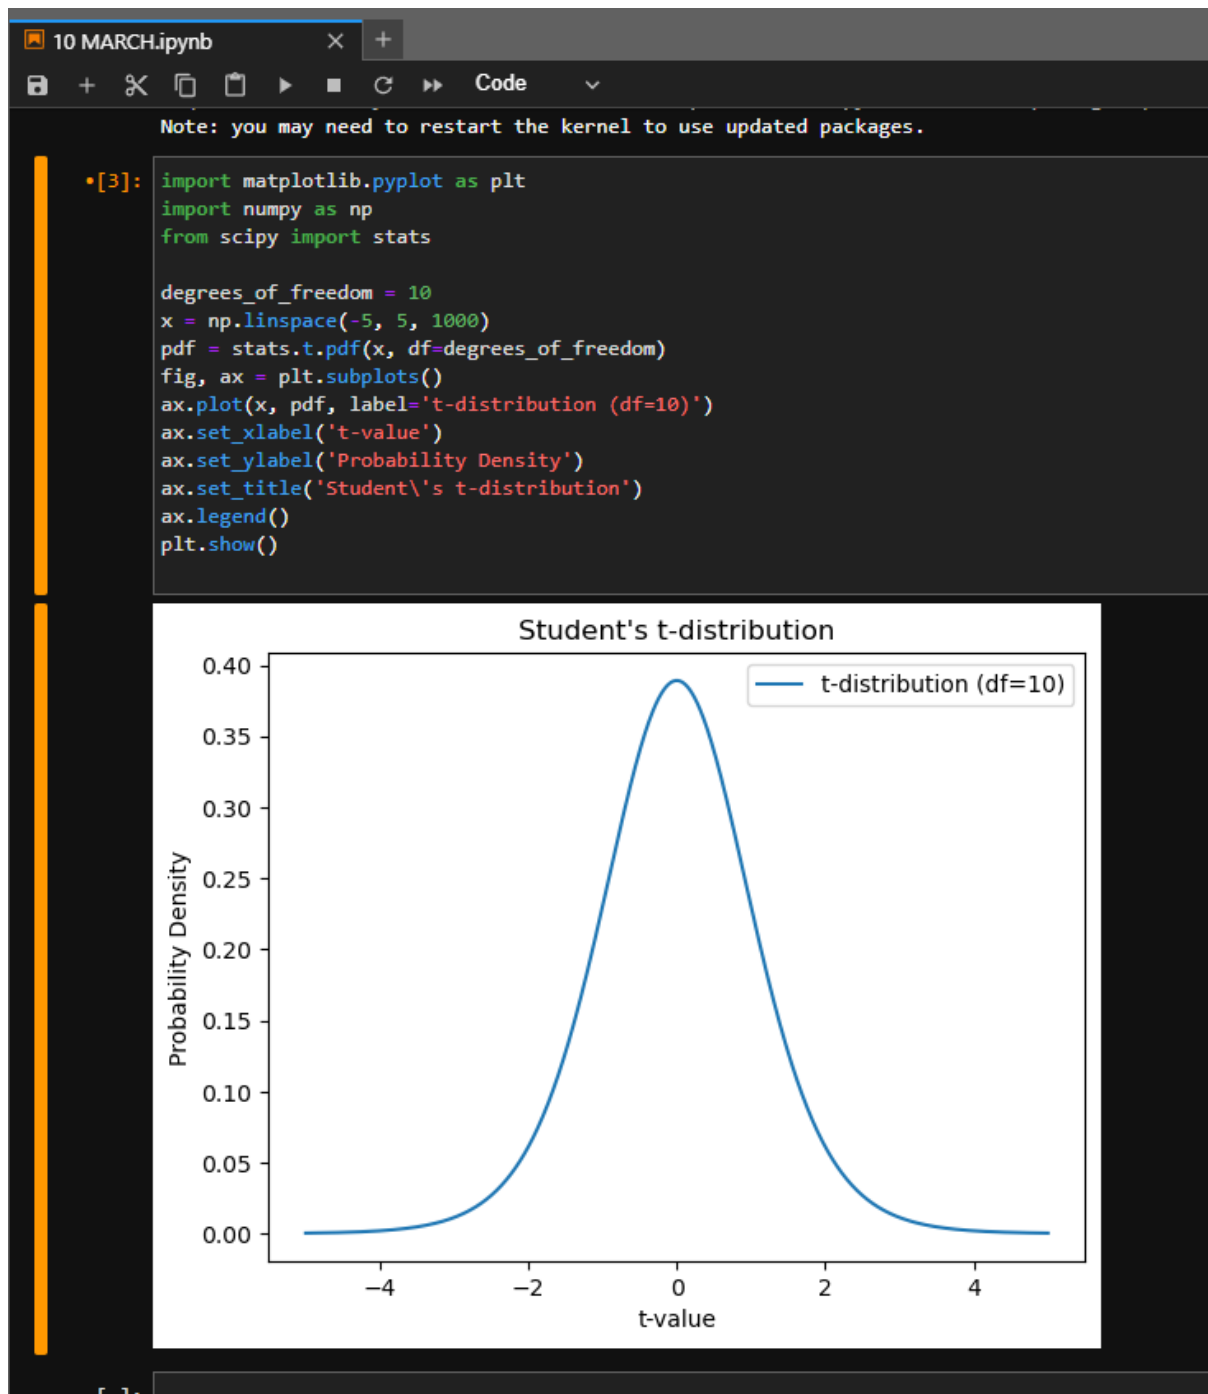 10 MARCH.ipynb
Code
Note: you may need to restart the kernel to use updated packages.
•[3]:
import matplotlib.pyplot as plt
import numpy as np
from scipy import stats
degrees_of_freedom = 10
x = np.linspace(-5, 5, 1000)
pdf = stats.t.pdf(x, df=degrees_of_freedom)
fig, ax = plt.subplots()
ax.plot(x, pdf, label='t-distribution (df=10)')
ax.set_xlabel('t-value')
ax.set_ylabel('Probability Density')
ax.set_title('Student\'s t-distribution')
ax.legend()
plt.show()
Student's t-distribution
t-distribution (df=10)
Probability Density
0.40
0.35
0.30
0.25
0.20
0.15
0.10
0.05
0.00
−4 −2 0 2 4
t-value
[ ]: